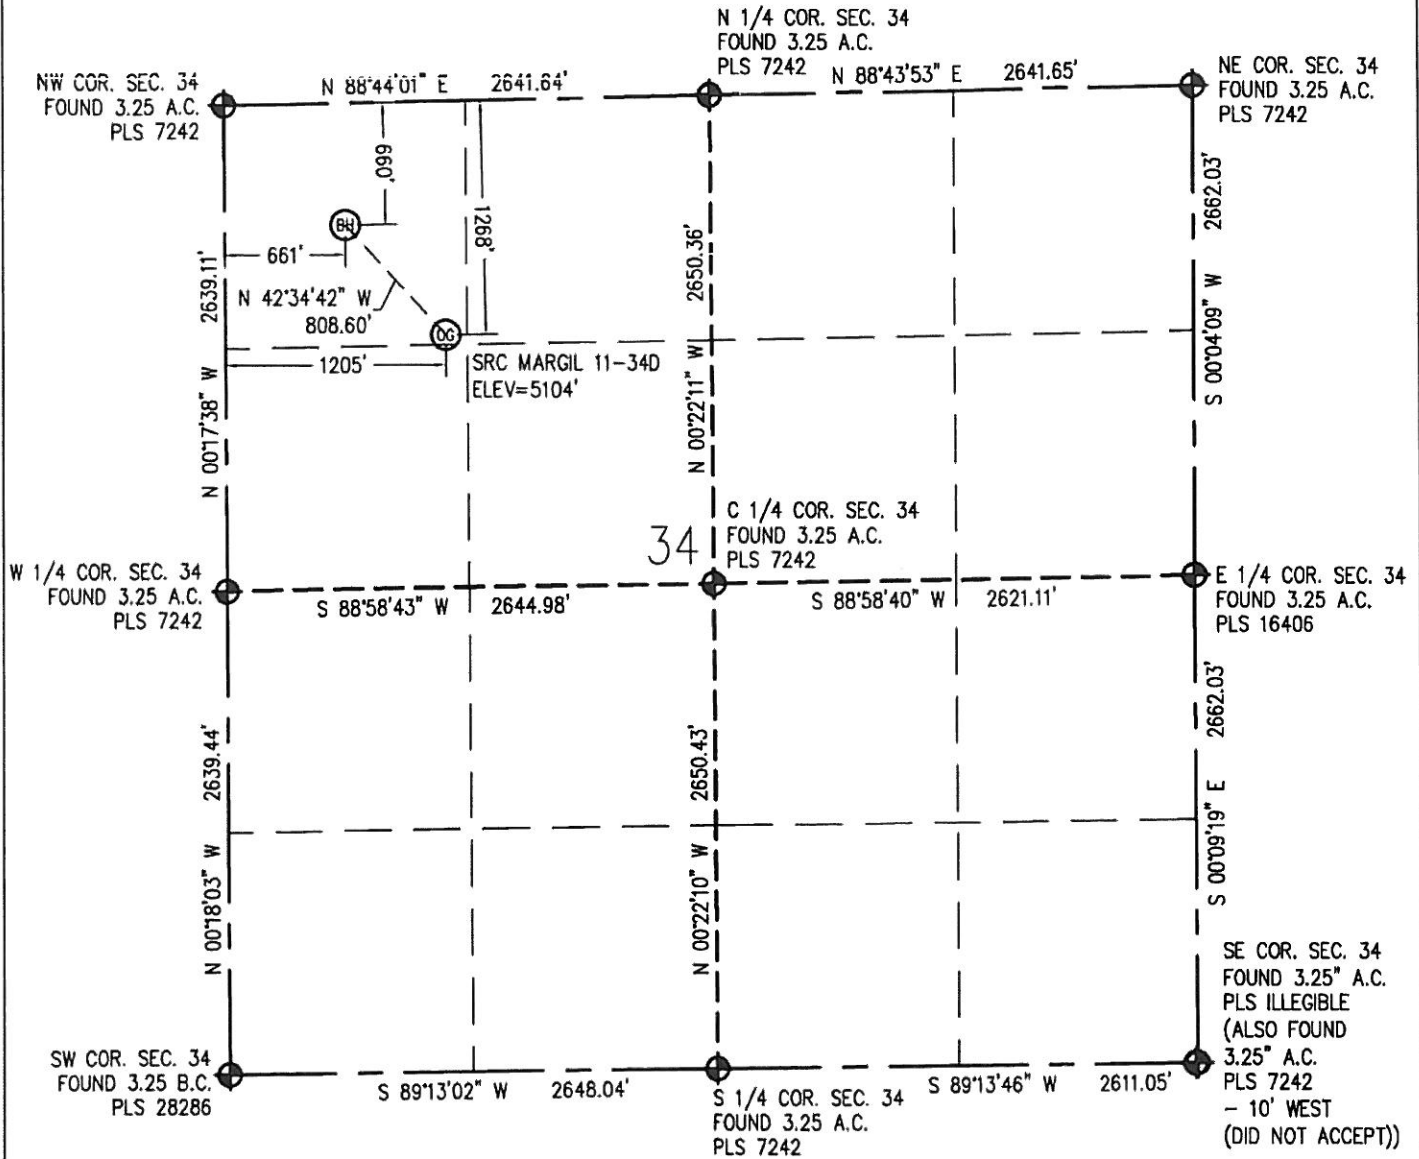 N 1/4 COR. SEC. 34
FOUND 3.25 A.C.
PLS 7242
NW COR. SEC. 34
FOUND 3.25 A.C.
PLS 7242
N 88°44'01" E 2641.64'
N 88°43'53" E 2641.65'
NE COR. SEC. 34
FOUND 3.25 A.C.
PLS 7242
660'
1268'
BH
661'
N 42°34'42" W
808.60'
OG
1205'
SRC MARGIL 11-34D
ELEV=5104'
2639.11'
N 00°17'38" W
2650.36'
N 00°22'11" W
2662.03'
S 00°04'09" W
34
C 1/4 COR. SEC. 34
FOUND 3.25 A.C.
PLS 7242
W 1/4 COR. SEC. 34
FOUND 3.25 A.C.
PLS 7242
S 88°58'43" W 2644.98'
S 88°58'40" W 2621.11'
E 1/4 COR. SEC. 34
FOUND 3.25 A.C.
PLS 16406
2639.44'
N 00°18'03" W
2650.43'
N 00°22'10" W
2662.03'
S 00°09'19" E
SW COR. SEC. 34
FOUND 3.25 B.C.
PLS 28286
S 89°13'02" W 2648.04'
S 1/4 COR. SEC. 34
FOUND 3.25 A.C.
PLS 7242
S 89°13'46" W 2611.05'
SE COR. SEC. 34
FOUND 3.25" A.C.
PLS ILLEGIBLE
(ALSO FOUND
3.25" A.C.
PLS 7242
- 10' WEST
(DID NOT ACCEPT))